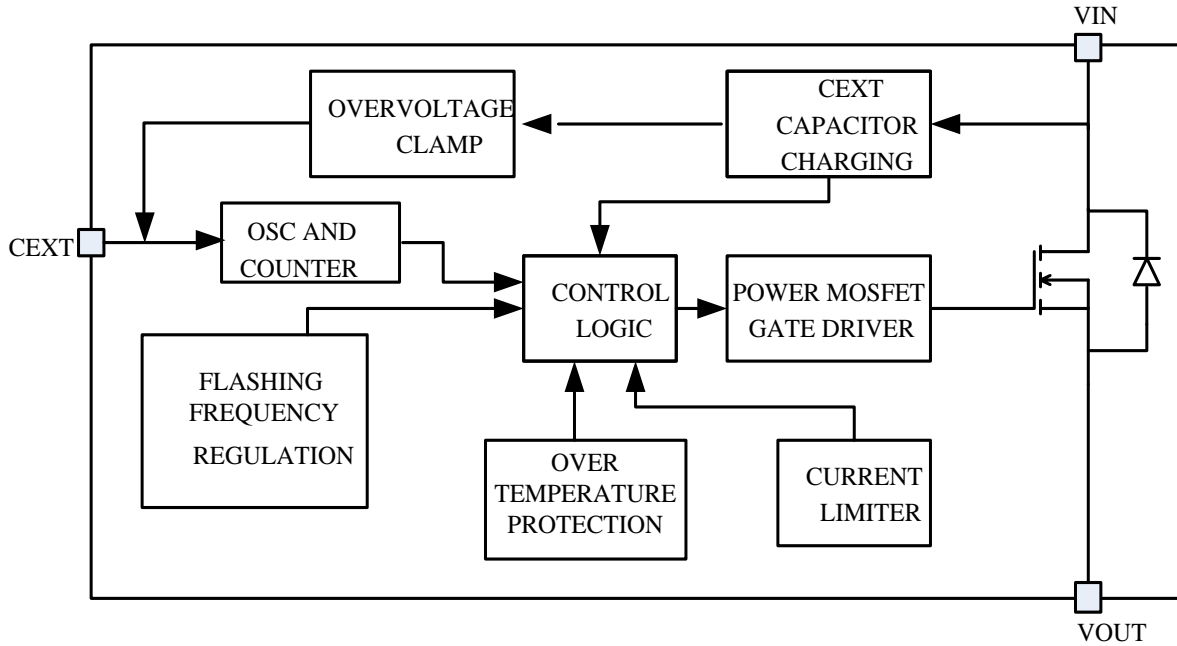 VIN
OVERVOLTAGE
CLAMP
CEXT
CAPACITOR
CHARGING
CEXT
OSC AND
COUNTER
CONTROL
LOGIC
POWER MOSFET
GATE DRIVER
FLASHING
FREQUENCY
REGULATION
OVER
TEMPERATURE
PROTECTION
CURRENT
LIMITER
VOUT